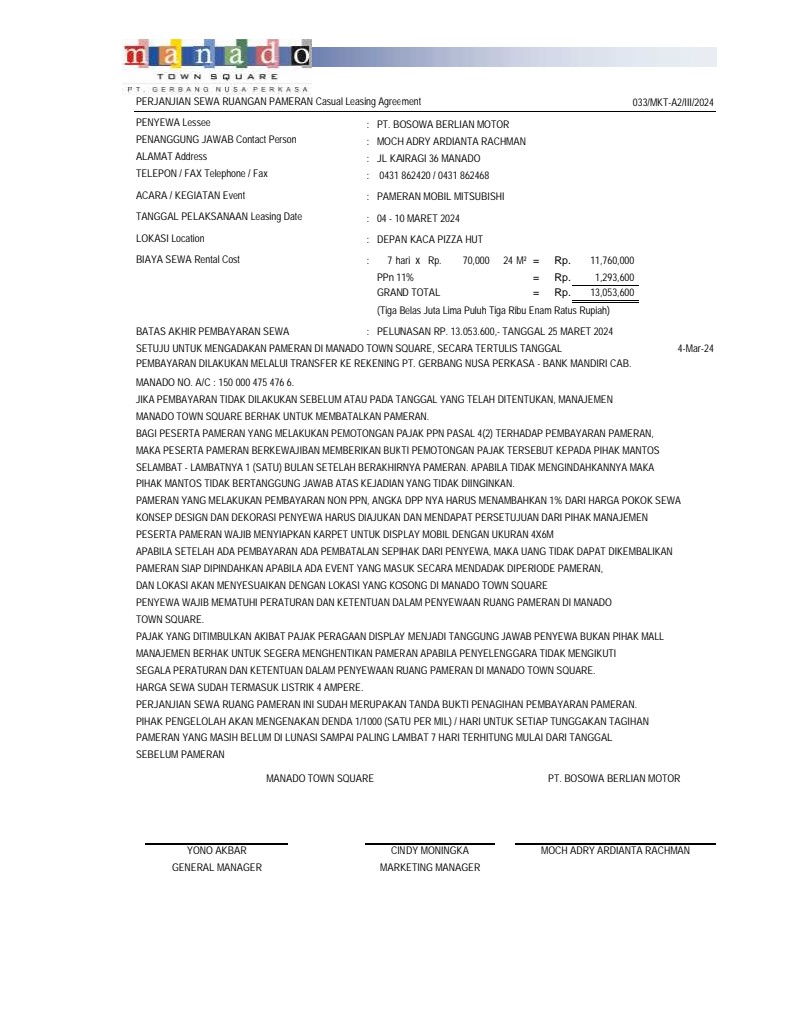 manado
TOWN SQUARE
PT. GERBANG NUSA PERKASA
PERJANJIAN SEWA RUANGAN PAMERAN Casual Leasing Agreement 033/MKT-A2/III/2024
PENYEWA Lessee : PT. BOSOWA BERLIAN MOTOR
PENANGGUNG JAWAB Contact Person : MOCH ADRY ARDIANTA RACHMAN
ALAMAT Address : JL KAIRAGI 36 MANADO
TELEPON / FAX Telephone / Fax : 0431 862420 / 0431 862468
ACARA / KEGIATAN Event : PAMERAN MOBIL MITSUBISHI
TANGGAL PELAKSANAAN Leasing Date : 04 - 10 MARET 2024
LOKASI Location : DEPAN KACA PIZZA HUT
BIAYA SEWA Rental Cost : 7 hari x Rp. 70,000 24 M² = Rp. 11,760,000
PPn 11% = Rp. 1,293,600
GRAND TOTAL = Rp. 13,053,600
(Tiga Belas Juta Lima Puluh Tiga Ribu Enam Ratus Rupiah)
BATAS AKHIR PEMBAYARAN SEWA : PELUNASAN RP. 13.053.600,- TANGGAL 25 MARET 2024
SETUJU UNTUK MENGADAKAN PAMERAN DI MANADO TOWN SQUARE, SECARA TERTULIS TANGGAL 4-Mar-24
PEMBAYARAN DILAKUKAN MELALUI TRANSFER KE REKENING PT. GERBANG NUSA PERKASA - BANK MANDIRI CAB.
MANADO NO. A/C : 150 000 475 476 6.
JIKA PEMBAYARAN TIDAK DILAKUKAN SEBELUM ATAU PADA TANGGAL YANG TELAH DITENTUKAN, MANAJEMEN
MANADO TOWN SQUARE BERHAK UNTUK MEMBATALKAN PAMERAN.
BAGI PESERTA PAMERAN YANG MELAKUKAN PEMOTONGAN PAJAK PPN PASAL 4(2) TERHADAP PEMBAYARAN PAMERAN,
MAKA PESERTA PAMERAN BERKEWAJIBAN MEMBERIKAN BUKTI PEMOTONGAN PAJAK TERSEBUT KEPADA PIHAK MANTOS
SELAMBAT - LAMBATNYA 1 (SATU) BULAN SETELAH BERAKHIRNYA PAMERAN. APABILA TIDAK MENGINDAHKANNYA MAKA
PIHAK MANTOS TIDAK BERTANGGUNG JAWAB ATAS KEJADIAN YANG TIDAK DIINGINKAN.
PAMERAN YANG MELAKUKAN PEMBAYARAN NON PPN, ANGKA DPP NYA HARUS MENAMBAHKAN 1% DARI HARGA POKOK SEWA
KONSEP DESIGN DAN DEKORASI PENYEWA HARUS DIAJUKAN DAN MENDAPAT PERSETUJUAN DARI PIHAK MANAJEMEN
PESERTA PAMERAN WAJIB MENYIAPKAN KARPET UNTUK DISPLAY MOBIL DENGAN UKURAN 4X6M
APABILA SETELAH ADA PEMBAYARAN ADA PEMBATALAN SEPIHAK DARI PENYEWA, MAKA UANG TIDAK DAPAT DIKEMBALIKAN
PAMERAN SIAP DIPINDAHKAN APABILA ADA EVENT YANG MASUK SECARA MENDADAK DIPERIODE PAMERAN,
DAN LOKASI AKAN MENYESUAIKAN DENGAN LOKASI YANG KOSONG DI MANADO TOWN SQUARE
PENYEWA WAJIB MEMATUHI PERATURAN DAN KETENTUAN DALAM PENYEWAAN RUANG PAMERAN DI MANADO
TOWN SQUARE.
PAJAK YANG DITIMBULKAN AKIBAT PAJAK PERAGAAN DISPLAY MENJADI TANGGUNG JAWAB PENYEWA BUKAN PIHAK MALL
MANAJEMEN BERHAK UNTUK SEGERA MENGHENTIKAN PAMERAN APABILA PENYELENGGARA TIDAK MENGIKUTI
SEGALA PERATURAN DAN KETENTUAN DALAM PENYEWAAN RUANG PAMERAN DI MANADO TOWN SQUARE.
HARGA SEWA SUDAH TERMASUK LISTRIK 4 AMPERE.
PERJANJIAN SEWA RUANG PAMERAN INI SUDAH MERUPAKAN TANDA BUKTI PENAGIHAN PEMBAYARAN PAMERAN.
PIHAK PENGELOLAH AKAN MENGENAKAN DENDA 1/1000 (SATU PER MIL) / HARI UNTUK SETIAP TUNGGAKAN TAGIHAN
PAMERAN YANG MASIH BELUM DI LUNASI SAMPAI PALING LAMBAT 7 HARI TERHITUNG MULAI DARI TANGGAL
SEBELUM PAMERAN
MANADO TOWN SQUARE PT. BOSOWA BERLIAN MOTOR
YONO AKBAR CINDY MONINGKA MOCH ADRY ARDIANTA RACHMAN
GENERAL MANAGER MARKETING MANAGER